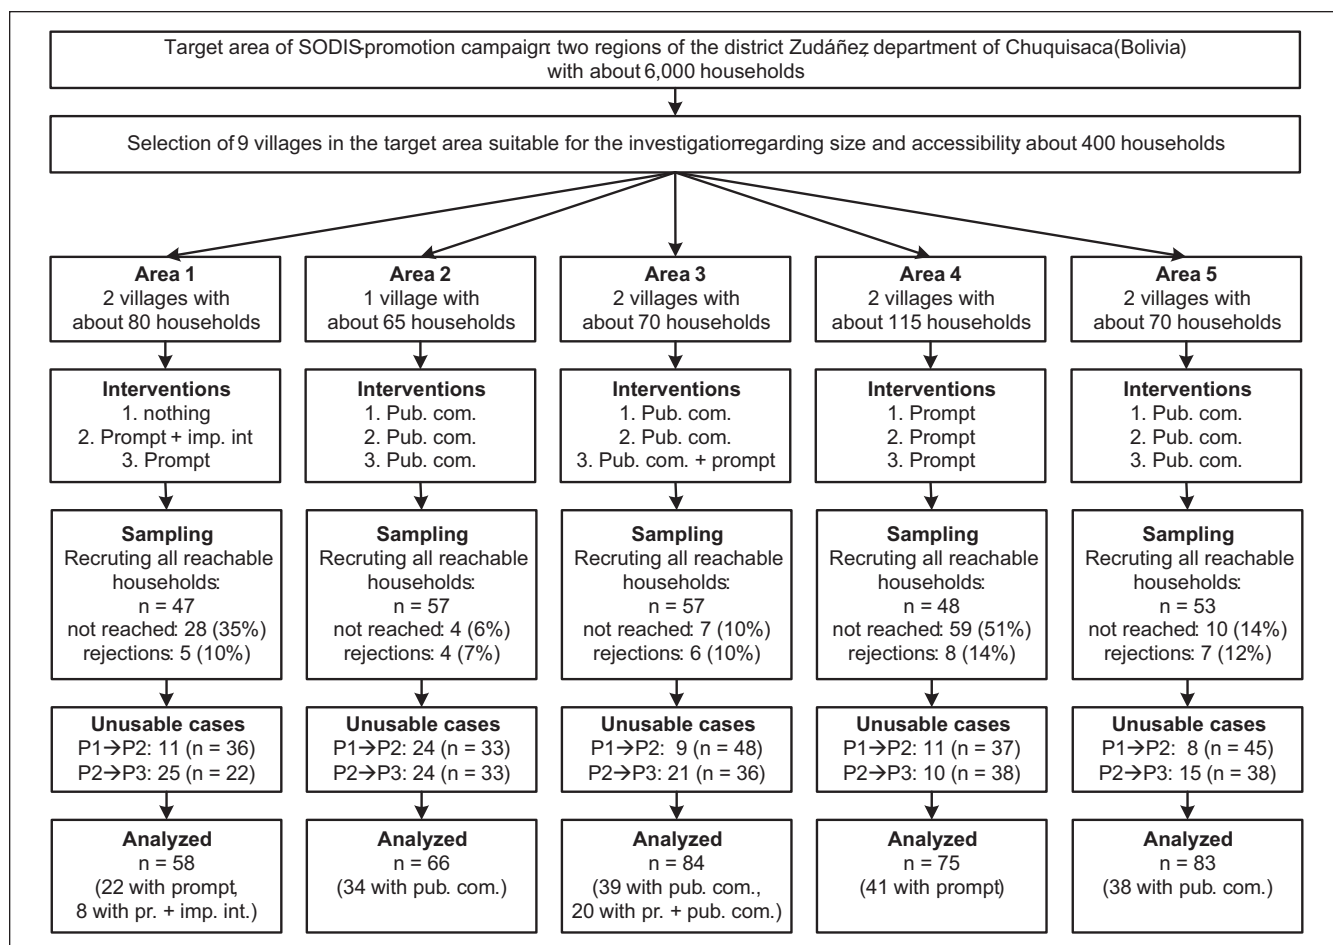 Target area of SODIS-promotion campaign: two regions of the district Zudáñez, department of Chuquisaca(Bolivia)
with about 6,000 households
Selection of 9 villages in the target area suitable for the investigation regarding size and accessibility: about 400 households
Area 1
2 villages with
about 80 households
Area 2
1 village with
about 65 households
Area 3
2 villages with
about 70 households
Area 4
2 villages with
about 115 households
Area 5
2 villages with
about 70 households
Interventions
1. nothing
2. Prompt + imp. int
3. Prompt
Interventions
1. Pub. com.
2. Pub. com.
3. Pub. com.
Interventions
1. Pub. com.
2. Pub. com.
3. Pub. com. + prompt
Interventions
1. Prompt
2. Prompt
3. Prompt
Interventions
1. Pub. com.
2. Pub. com.
3. Pub. com.
Sampling
Recruting all reachable
households:
n = 47
not reached: 28 (35%)
rejections: 5 (10%)
Sampling
Recruting all reachable
households:
n = 57
not reached: 4 (6%)
rejections: 4 (7%)
Sampling
Recruting all reachable
households:
n = 57
not reached: 7 (10%)
rejections: 6 (10%)
Sampling
Recruting all reachable
households:
n = 48
not reached: 59 (51%)
rejections: 8 (14%)
Sampling
Recruting all reachable
households:
n = 53
not reached: 10 (14%)
rejections: 7 (12%)
Unusable cases
P1→P2: 11 (n = 36)
P2→P3: 25 (n = 22)
Unusable cases
P1→P2: 24 (n = 33)
P2→P3: 24 (n = 33)
Unusable cases
P1→P2: 9 (n = 48)
P2→P3: 21 (n = 36)
Unusable cases
P1→P2: 11 (n = 37)
P2→P3: 10 (n = 38)
Unusable cases
P1→P2: 8 (n = 45)
P2→P3: 15 (n = 38)
Analyzed
n = 58
(22 with prompt,
8 with pr. + imp. int.)
Analyzed
n = 66
(34 with pub. com.)
Analyzed
n = 84
(39 with pub. com.,
20 with pr. + pub. com.)
Analyzed
n = 75
(41 with prompt)
Analyzed
n = 83
(38 with pub. com.)